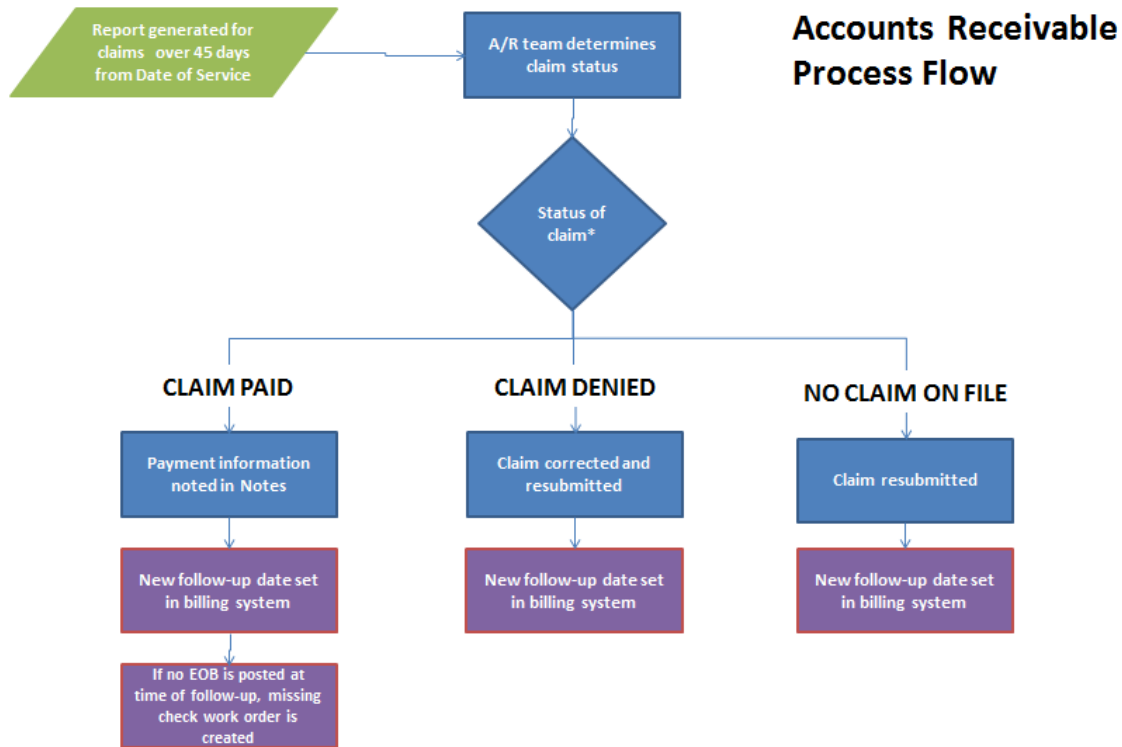 Report generated for
claims over 45 days
from Date of Service
A/R team determines
claim status
Accounts Receivable
Process Flow
Status of
claim*
CLAIM PAID
CLAIM DENIED
NO CLAIM ON FILE
Payment information
noted in Notes
Claim corrected and
resubmitted
Claim resubmitted
New follow-up date set
in billing system
New follow-up date set
in billing system
New follow-up date set
in billing system
If no EOB is posted at
time of follow-up, missing
check work order is
created